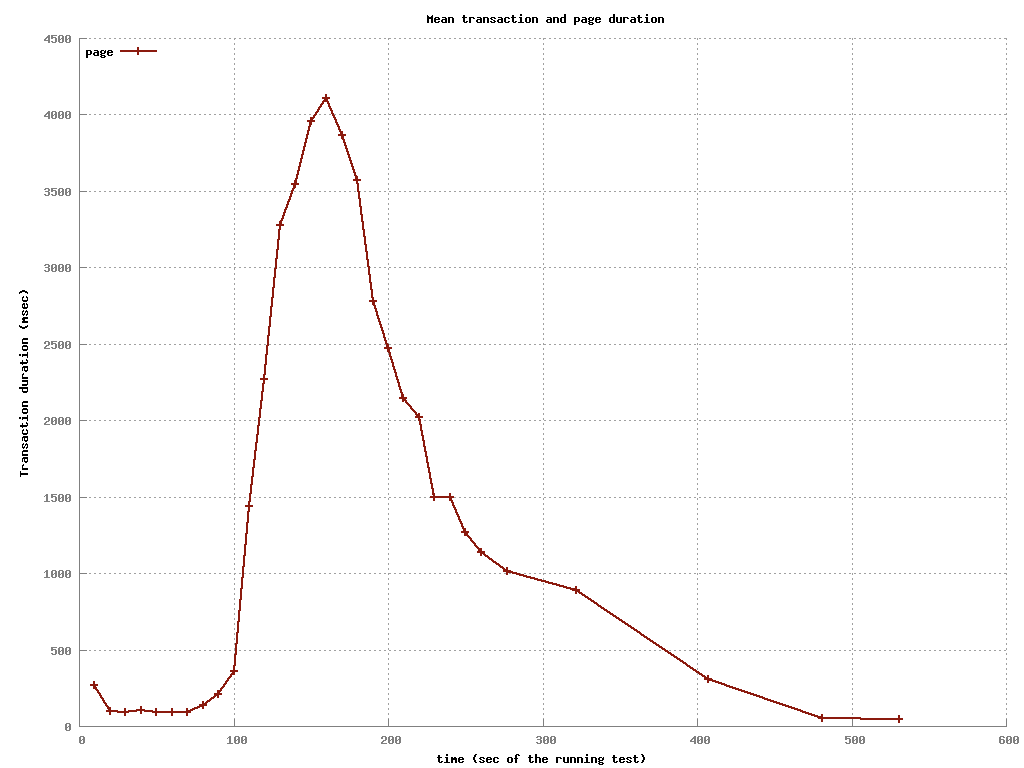 Mean transaction and page duration
page
4500
4000
3500
3000
2500
2000
1500
1000
500
0
Transaction duration (msec)
0 100 200 300 400 500 600
time (sec of the running test)